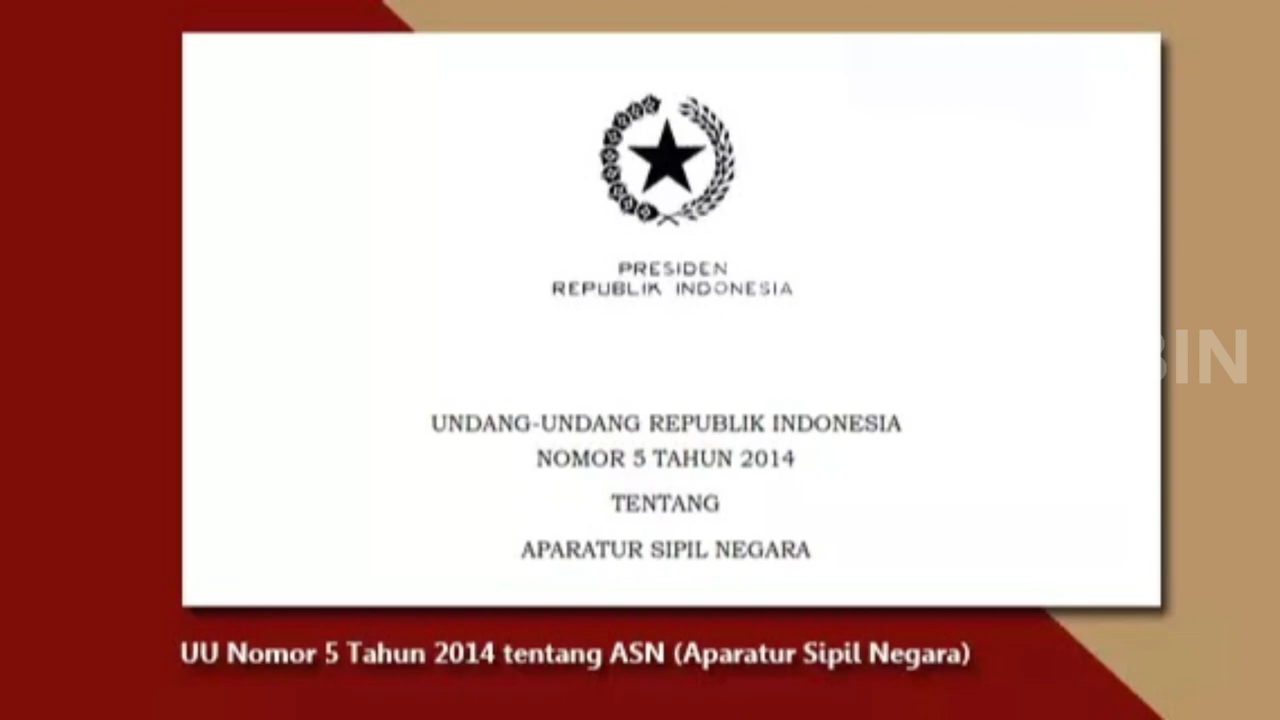 PRESIDEN
REPUBLIK INDONESIA
UNDANG-UNDANG REPUBLIK INDONESIA
NOMOR 5 TAHUN 2014
TENTANG
APARATUR SIPIL NEGARA
UU Nomor 5 Tahun 2014 tentang ASN (Aparatur Sipil Negara)